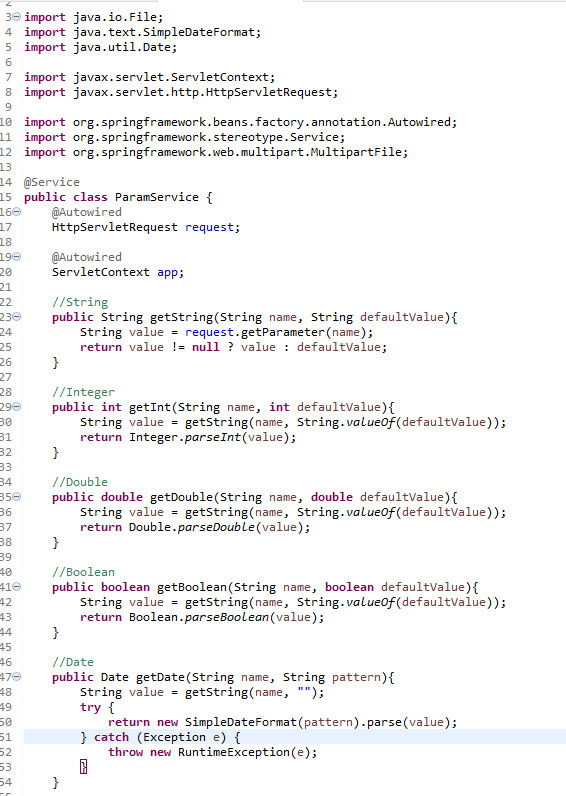 2
3 import java.io.File;
4 import java.text.SimpleDateFormat;
5 import java.util.Date;
6
7 import javax.servlet.ServletContext;
8 import javax.servlet.http.HttpServletRequest;
9
10 import org.springframework.beans.factory.annotation.Autowired;
11 import org.springframework.stereotype.Service;
12 import org.springframework.web.multipart.MultipartFile;
13
14 @Service
15 public class ParamService {
16     @Autowired
17     HttpServletRequest request;
18
19     @Autowired
20     ServletContext app;
21
22     //String
23     public String getString(String name, String defaultValue){
24         String value = request.getParameter(name);
25         return value != null ? value : defaultValue;
26     }
27
28     //Integer
29     public int getInt(String name, int defaultValue){
30         String value = getString(name, String.valueOf(defaultValue));
31         return Integer.parseInt(value);
32     }
33
34     //Double
35     public double getDouble(String name, double defaultValue){
36         String value = getString(name, String.valueOf(defaultValue));
37         return Double.parseDouble(value);
38     }
39
40     //Boolean
41     public boolean getBoolean(String name, boolean defaultValue){
42         String value = getString(name, String.valueOf(defaultValue));
43         return Boolean.parseBoolean(value);
44     }
45
46     //Date
47     public Date getDate(String name, String pattern){
48         String value = getString(name, "");
49         try {
50             return new SimpleDateFormat(pattern).parse(value);
51         } catch (Exception e) {
52             throw new RuntimeException(e);
53         }
54     }